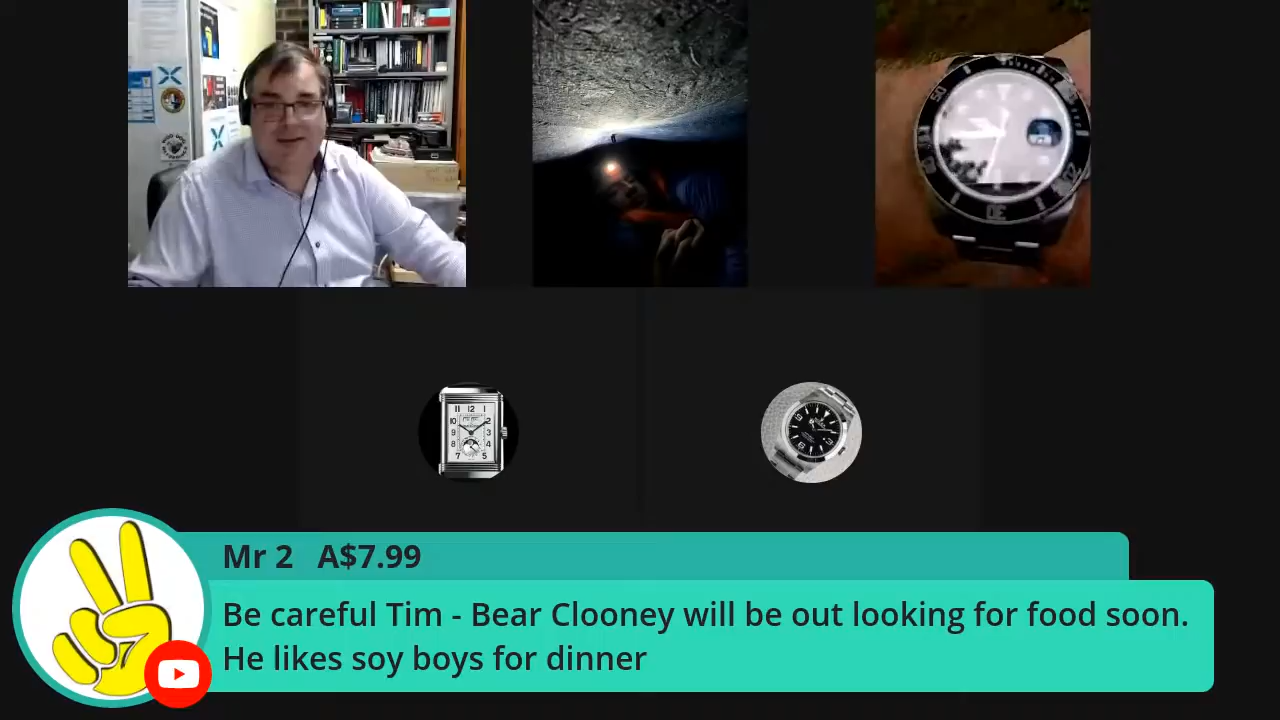 Mr 2 A$7.99
Be careful Tim - Bear Clooney will be out looking for food soon.
He likes soy boys for dinner